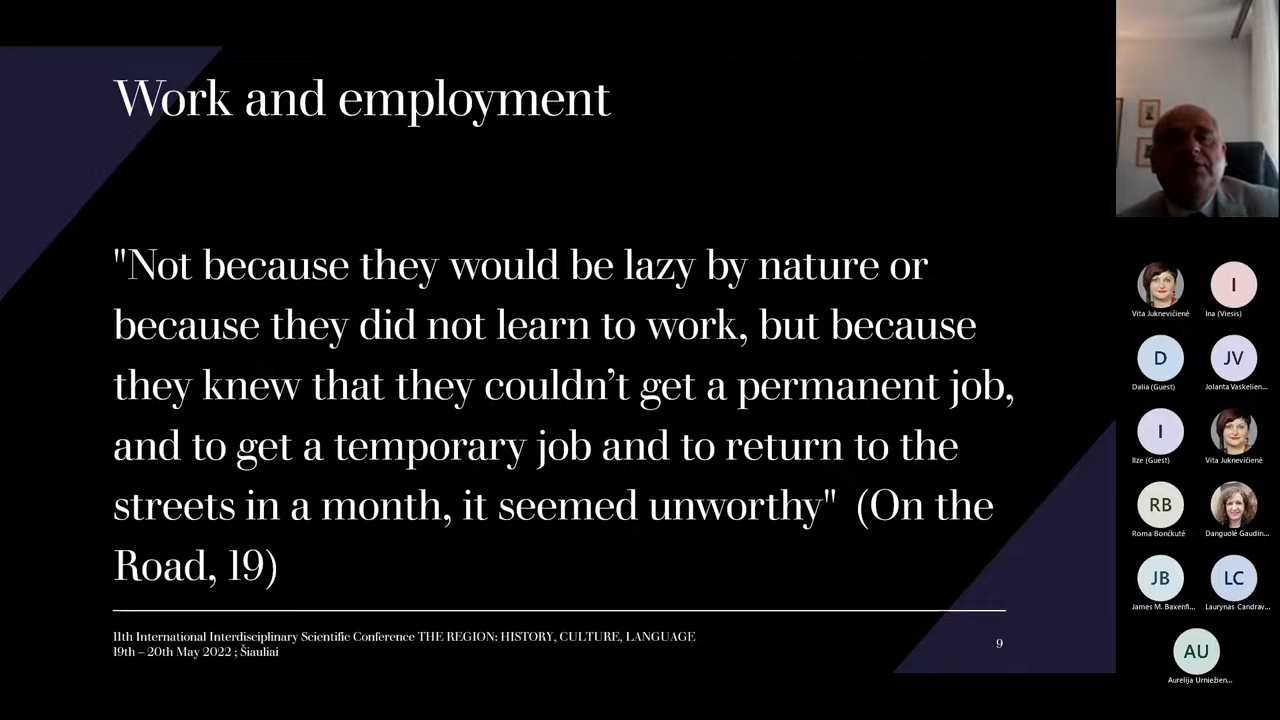 Work and employment
"Not because they would be lazy by nature or
because they did not learn to work, but because
they knew that they couldn’t get a permanent job,
and to get a temporary job and to return to the
streets in a month, it seemed unworthy" (On the
Road, 19)
11th International Interdisciplinary Scientific Conference THE REGION: HISTORY, CULTURE, LANGUAGE
19th – 20th May 2022 ; Šiauliai
9
I
Vita Juknevičienė
Ina (Viesis)
D
JV
Dalia (Guest)
Jolanta Vaskelien...
I
Ilze (Guest)
Vita Juknevičienė
RB
Roma Bončkutė
Danguolė Gaudin...
JB
LC
James M. Baxenfi...
Laurynas Candrav...
AU
Aurelija Urniežien...